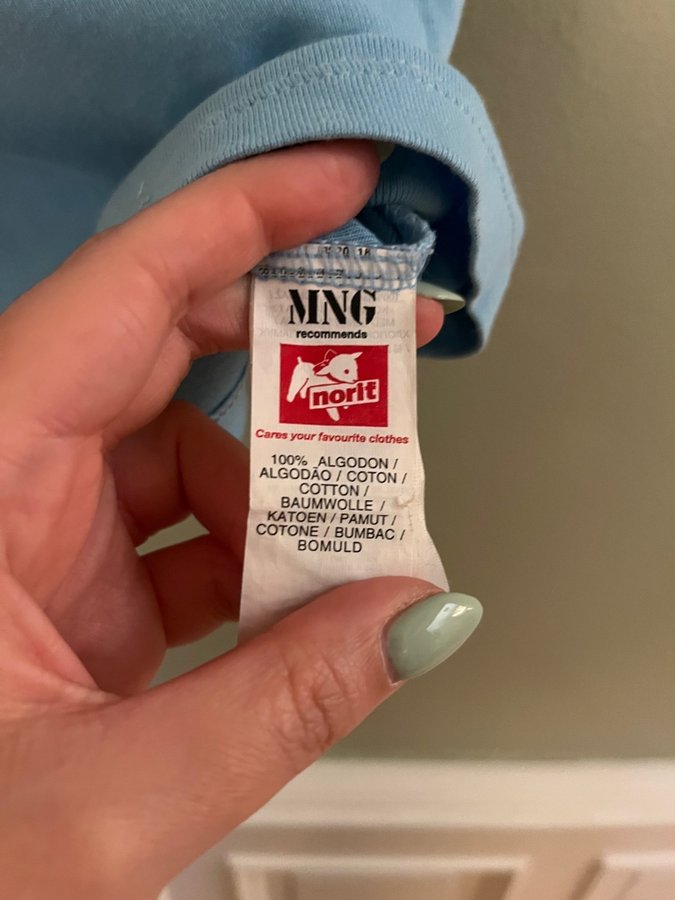 MNG
recommends
norit
Cares your favourite clothes
100% ALGODON /
ALGODÃO / COTON /
COTTON /
BAUMWOLLE /
KATOEN / PAMUT /
COTONE / BUMBAC /
BOMULD